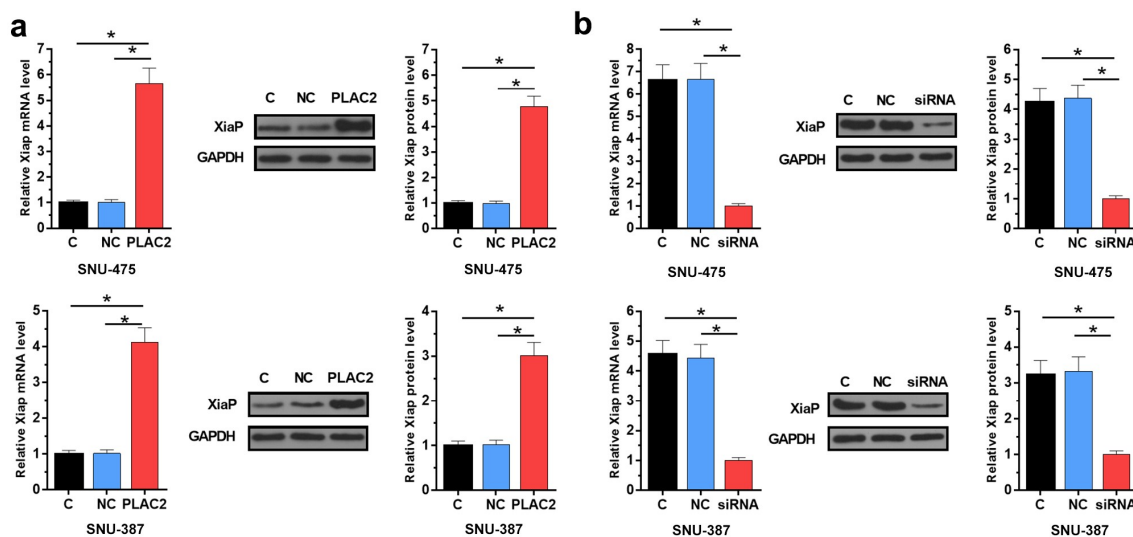 a
Relative Xiap mRNA level
7
6
5
4
3
2
1
0
*
*
C NC PLAC2
SNU-475
C NC PLAC2
XiaP
GAPDH
Relative Xiap protein level
7
6
5
4
3
2
1
0
*
*
C NC PLAC2
SNU-475
b
Relative Xiap mRNA level
8
7
6
5
4
3
2
1
0
*
*
C NC siRNA
SNU-475
C NC siRNA
XiaP
GAPDH
Relative Xiap protein level
6
5
4
3
2
1
0
*
*
C NC siRNA
SNU-475
Relative Xiap mRNA level
5
4
3
2
1
0
*
*
C NC PLAC2
SNU-387
C NC PLAC2
XiaP
GAPDH
Relative Xiap protein level
4
3
2
1
0
*
*
C NC PLAC2
SNU-387
Relative Xiap mRNA level
6
5
4
3
2
1
0
*
*
C NC siRNA
SNU-387
C NC siRNA
XiaP
GAPDH
Relative Xiap protein level
5
4
3
2
1
0
*
*
C NC siRNA
SNU-387